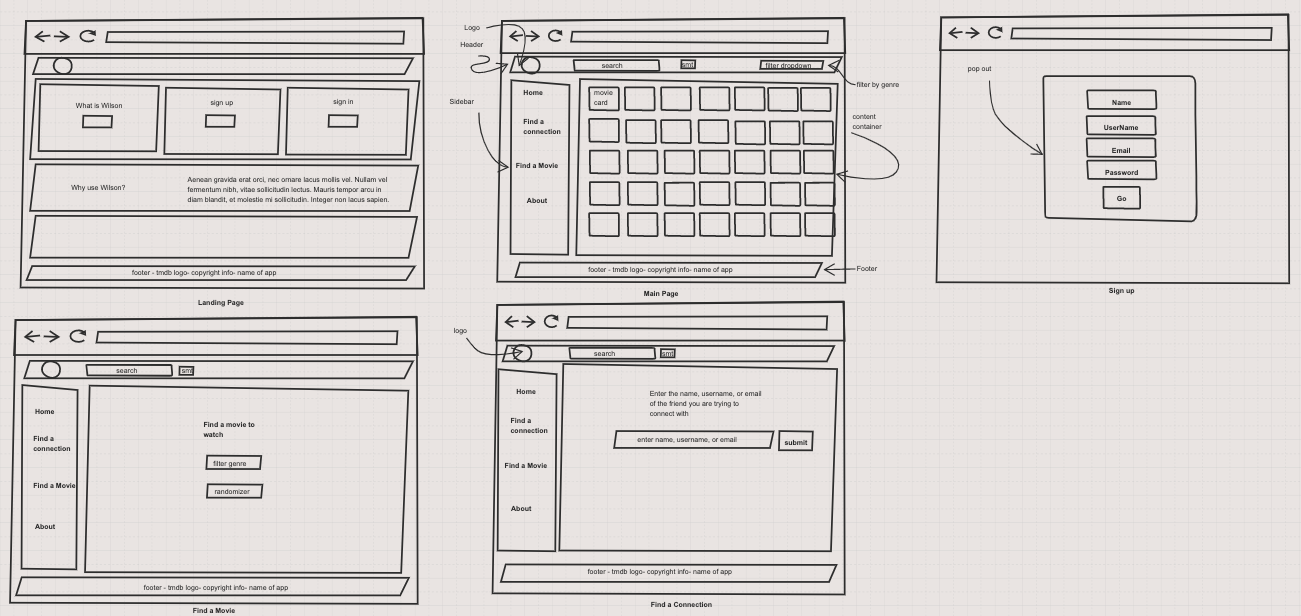 What is Wilson
sign up
sign in
Why use Wilson?
Aenean gravida erat orci, nec ornare lacus mollis vel. Nullam vel
fermentum nibh, vitae sollicitudin lectus. Mauris tempor arcu in
diam blandit, et molestie mi sollicitudin. Integer non lacus sapien.
footer - tmdb logo- copyright info- name of app
Landing Page
Logo
Header
search
smt
filter dropdown
filter by genre
Sidebar
Home
Find a
connection
Find a Movie
About
movie
card
content
container
footer - tmdb logo- copyright info- name of app
Footer
Main Page
pop out
Name
UserName
Email
Password
Go
Sign up
search
smt
Home
Find a
connection
Find a Movie
About
Find a movie to
watch
filter genre
randomizer
footer - tmdb logo- copyright info- name of app
Find a Movie
logo
search
smt
Home
Find a
connection
Find a Movie
About
Enter the name, username, or email
of the friend you are trying to
connect with
enter name, username, or email
submit
footer - tmdb logo- copyright info- name of app
Find a Connection